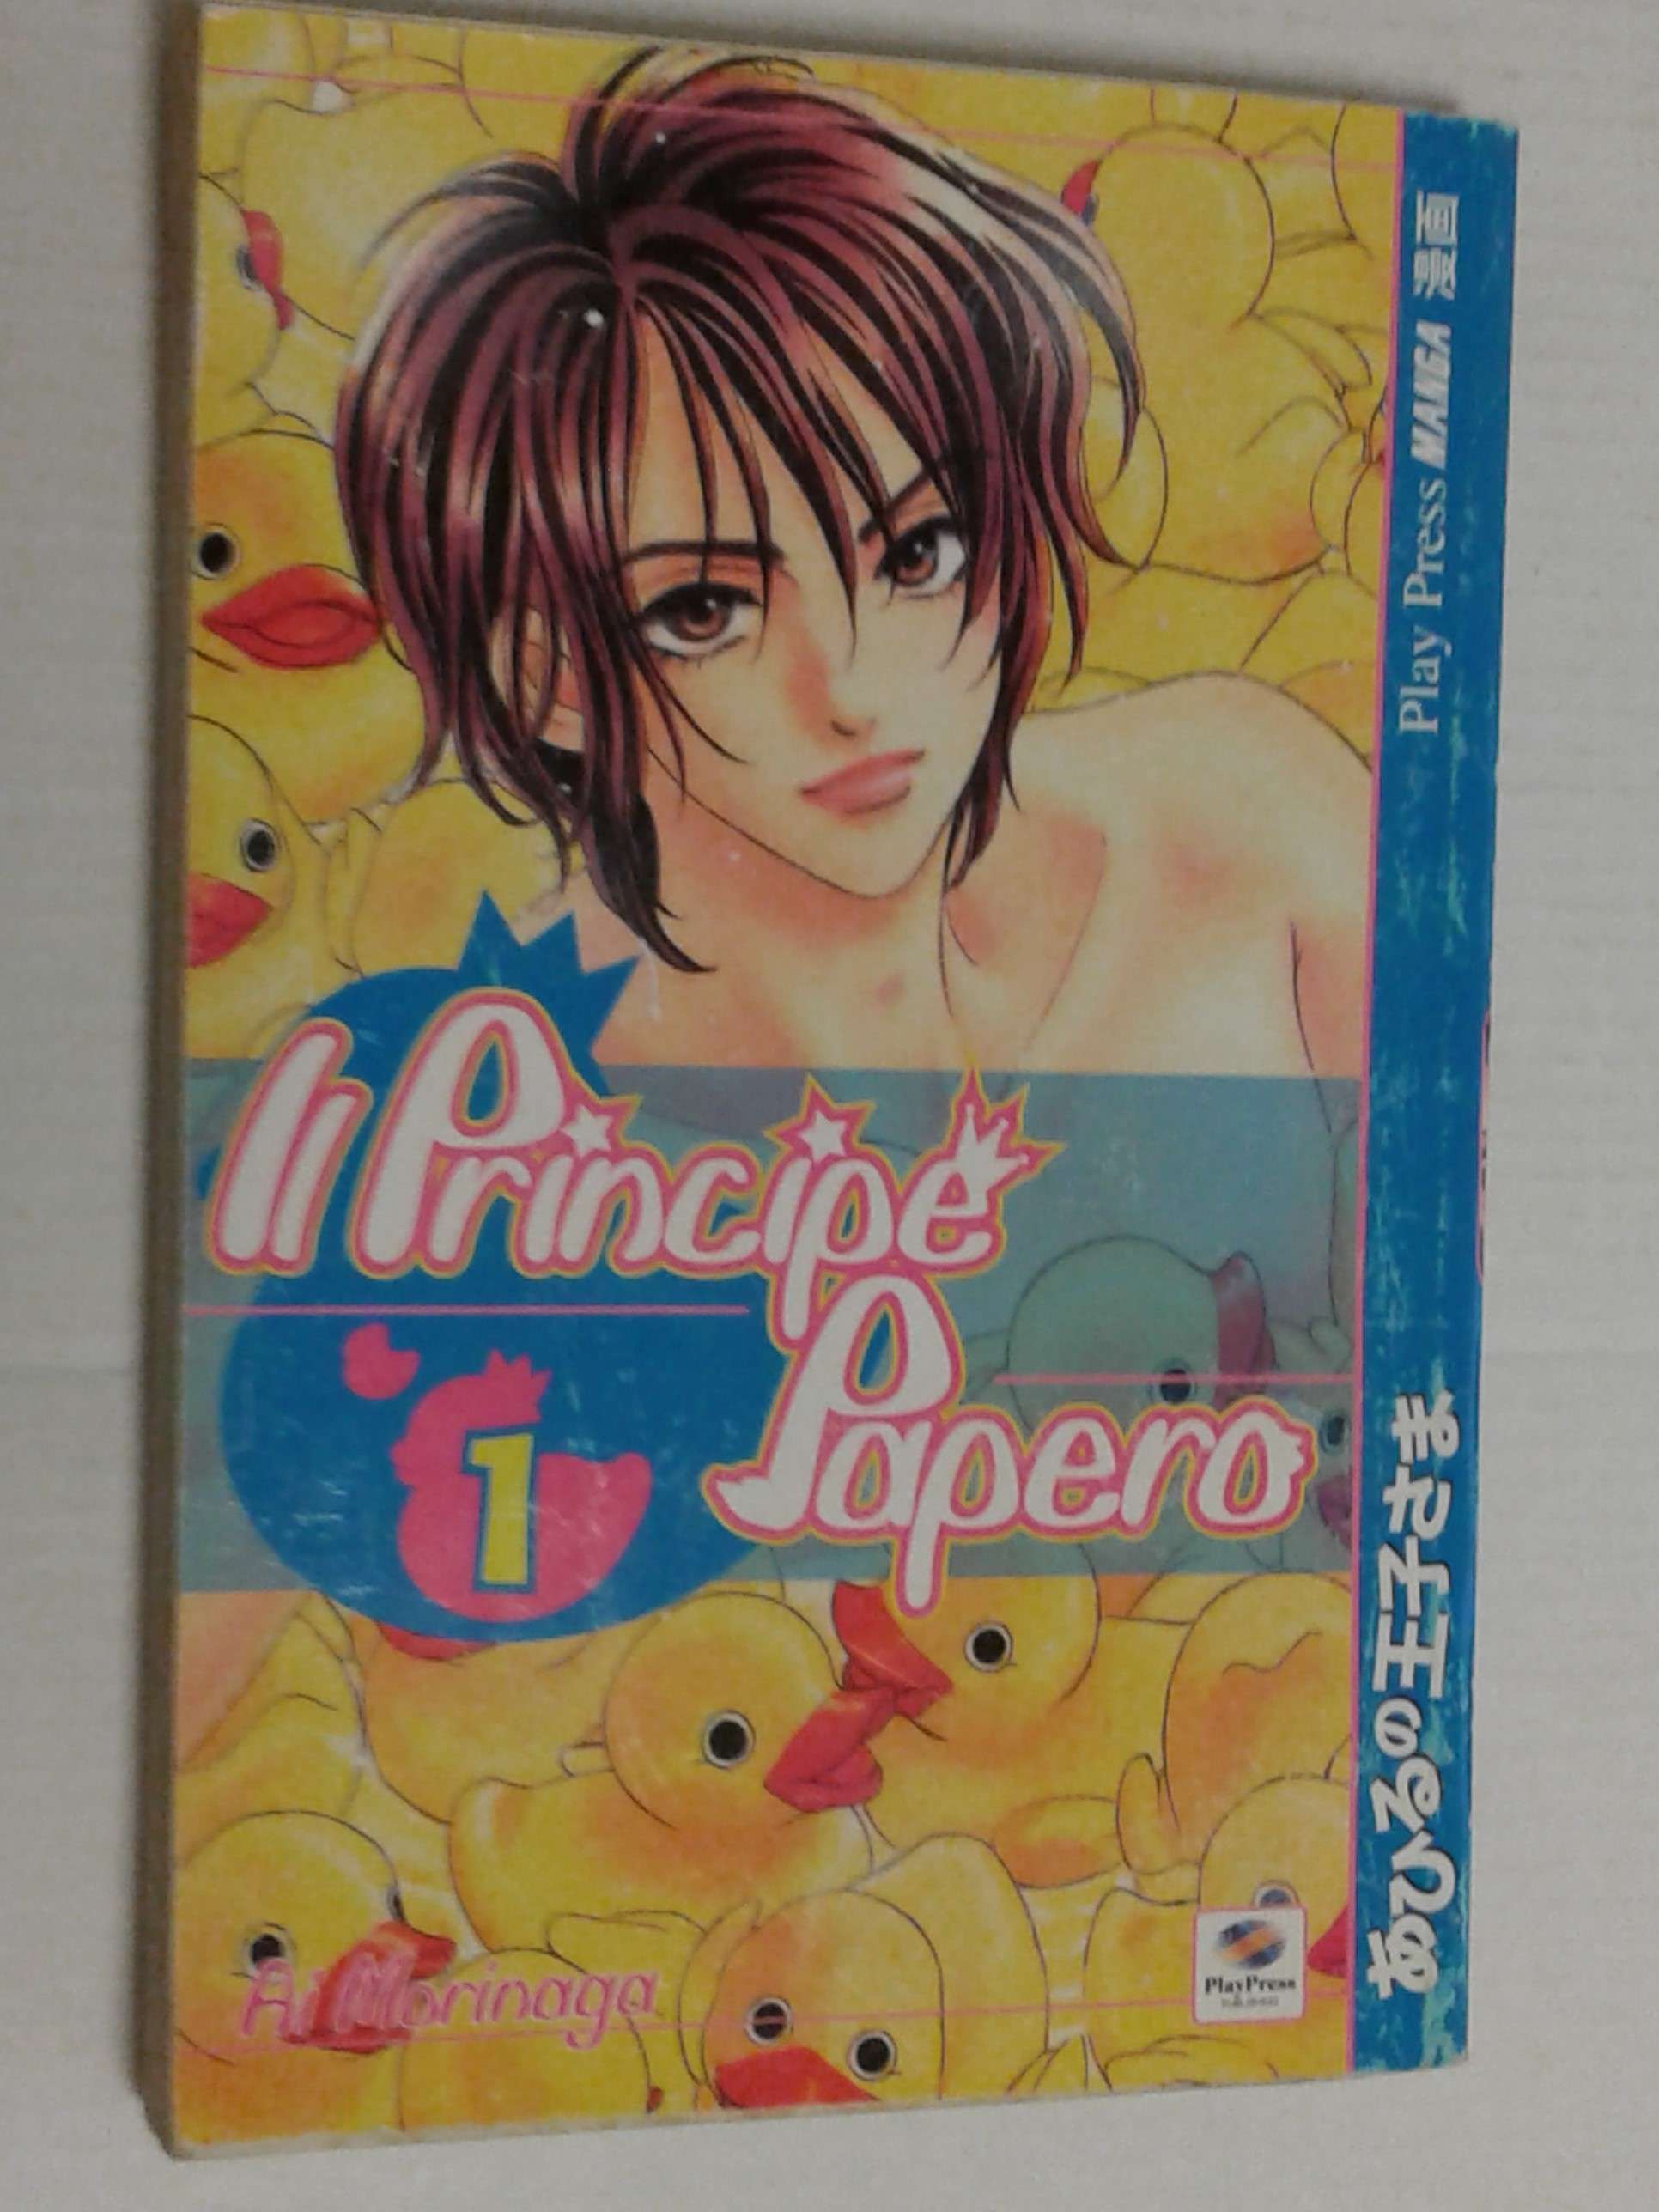 Il Principe
Papero
1
Ai Morinaga
PlayPress
Play Press MANGA 漫画
あひるの王子さま